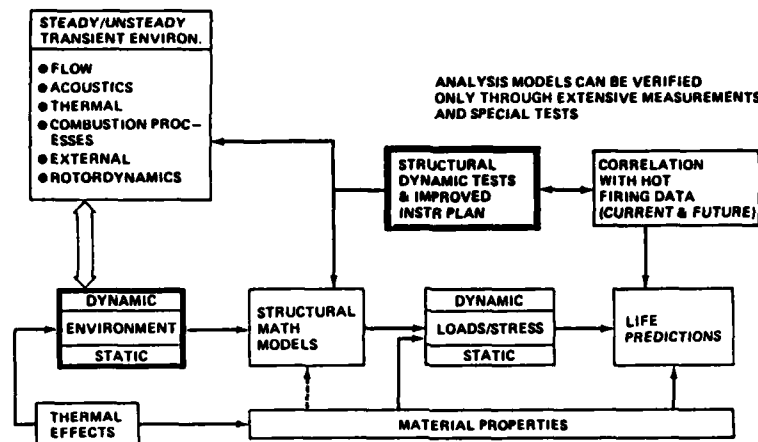 STEADY/UNSTEADY
TRANSIENT ENVIRON.
●FLOW
●ACOUSTICS
●THERMAL
●COMBUSTION PROC-
ESSES
●EXTERNAL
●ROTORDYNAMICS
ANALYSIS MODELS CAN BE VERIFIED
ONLY THROUGH EXTENSIVE MEASUREMENTS
AND SPECIAL TESTS
STRUCTURAL
DYNAMIC TESTS
& IMPROVED
INSTR PLAN
CORRELATION
WITH HOT
FIRING DATA
(CURRENT & FUTURE)
DYNAMIC
ENVIRONMENT
STATIC
STRUCTURAL
MATH
MODELS
DYNAMIC
LOADS/STRESS
STATIC
LIFE
PREDICTIONS
THERMAL
EFFECTS
MATERIAL PROPERTIES